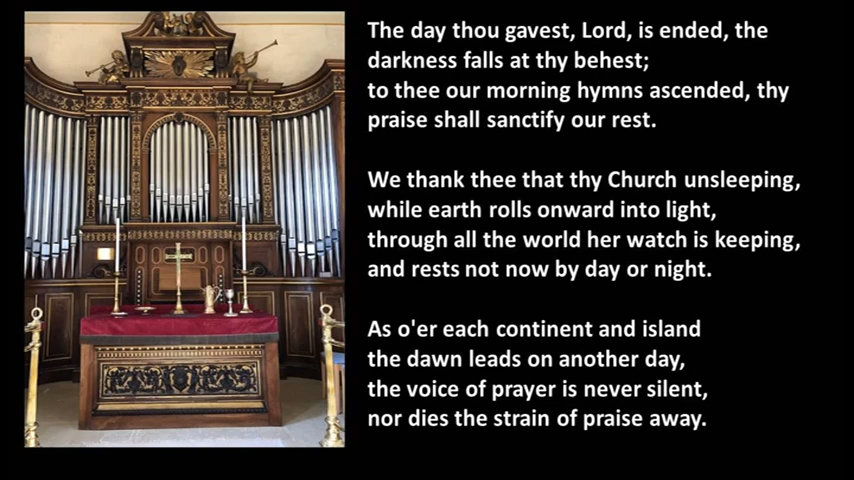 The day thou gavest, Lord, is ended, the
darkness falls at thy behest;
to thee our morning hymns ascended, thy
praise shall sanctify our rest.
We thank thee that thy Church unsleeping,
while earth rolls onward into light,
through all the world her watch is keeping,
and rests not now by day or night.
As o'er each continent and island
the dawn leads on another day,
the voice of prayer is never silent,
nor dies the strain of praise away.